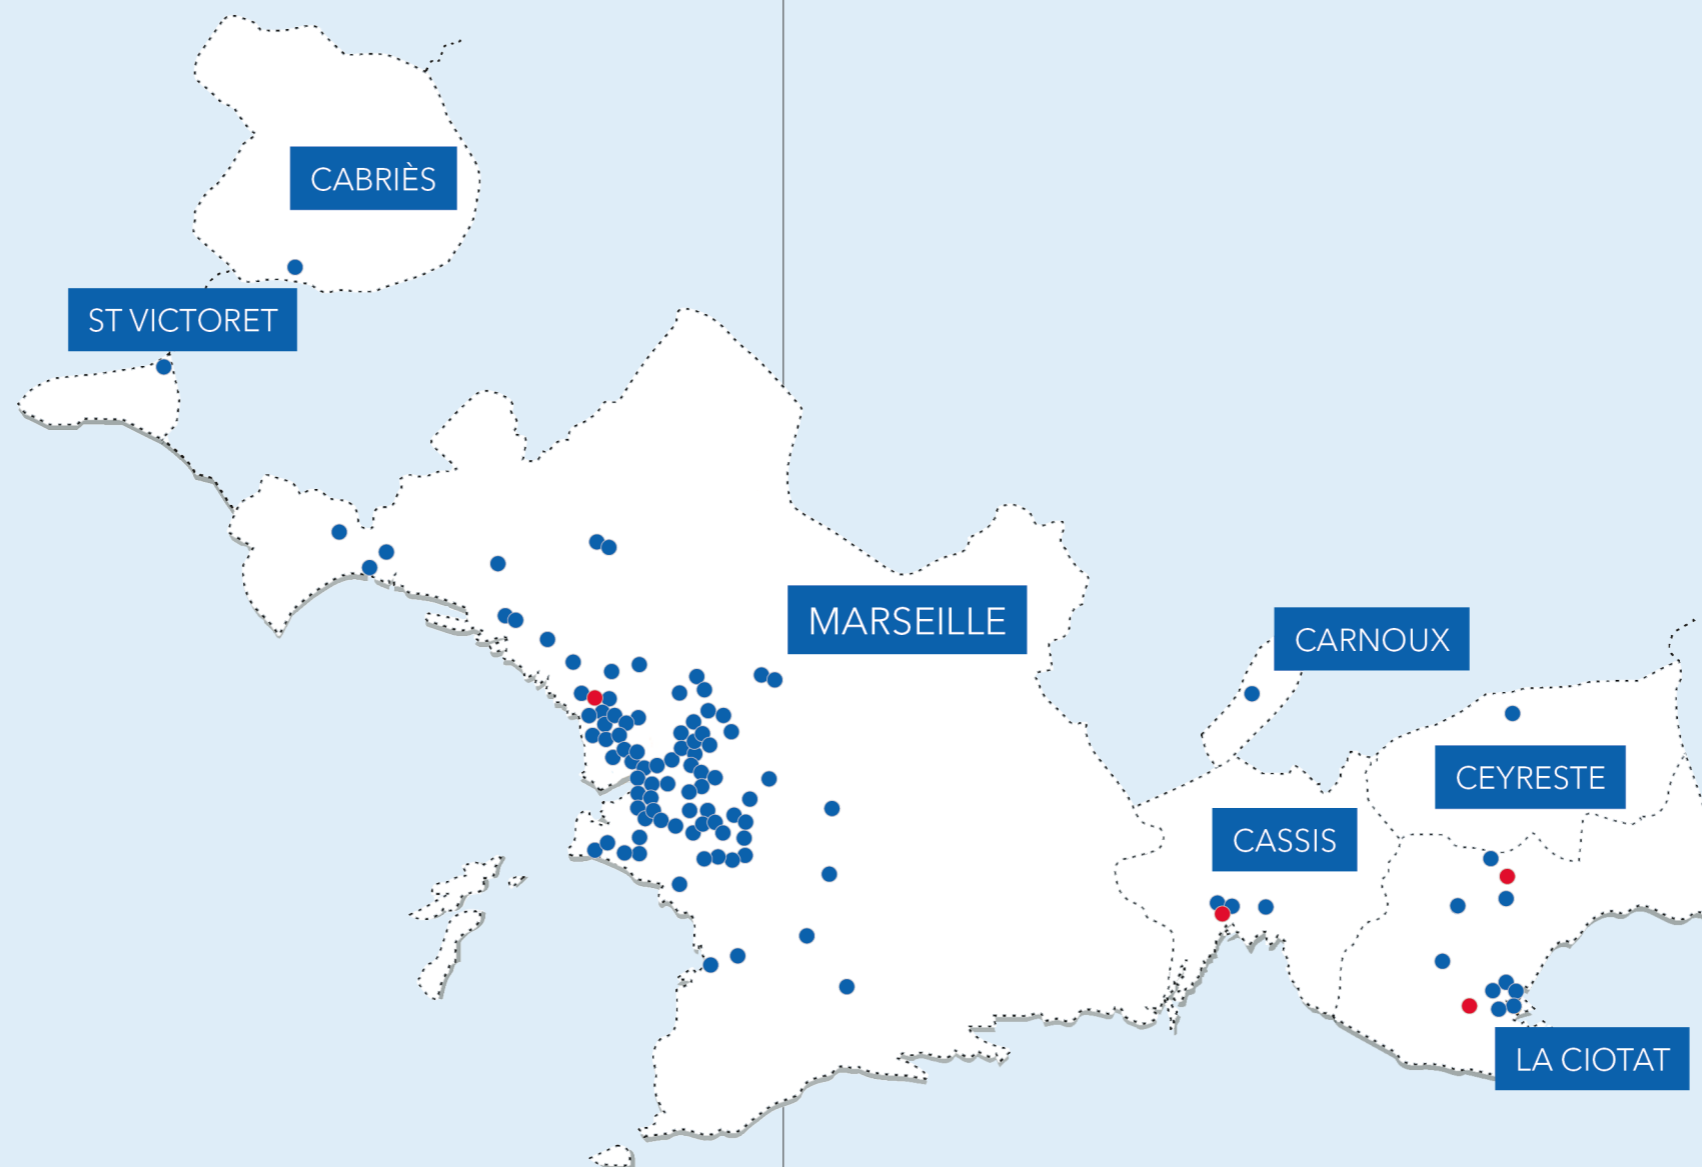 CABRIÈS
ST VICTORET
MARSEILLE
CARNOUX
CEYRESTE
CASSIS
LA CIOTAT